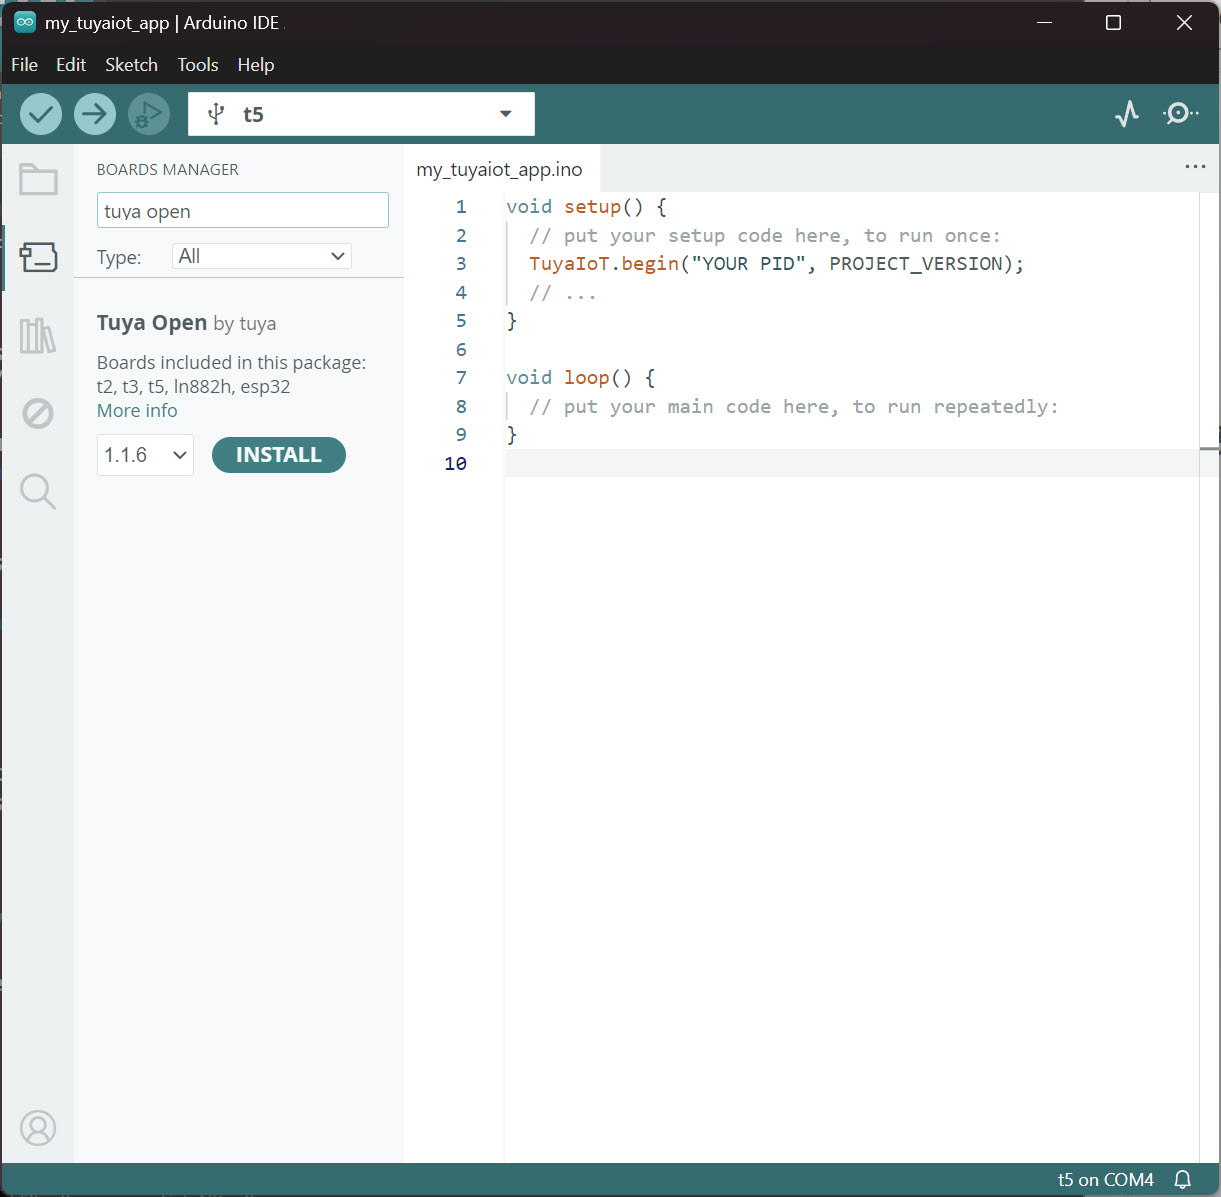 my_tuyaiot_app | Arduino IDE
File Edit Sketch Tools Help
t5
BOARDS MANAGER
tuya open
Type: All
Tuya Open by tuya
Boards included in this package:
t2, t3, t5, ln882h, esp32
More info
1.1.6 INSTALL
my_tuyaiot_app.ino
1 void setup() {
2 // put your setup code here, to run once:
3 TuyaIoT.begin("YOUR PID", PROJECT_VERSION);
4 // ...
5 }
6
7 void loop() {
8 // put your main code here, to run repeatedly:
9 }
10
t5 on COM4